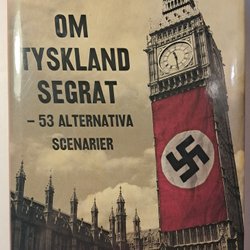 OM
TYSKLAND
SEGRAT
– 53 ALTERNATIVA
SCENARIER